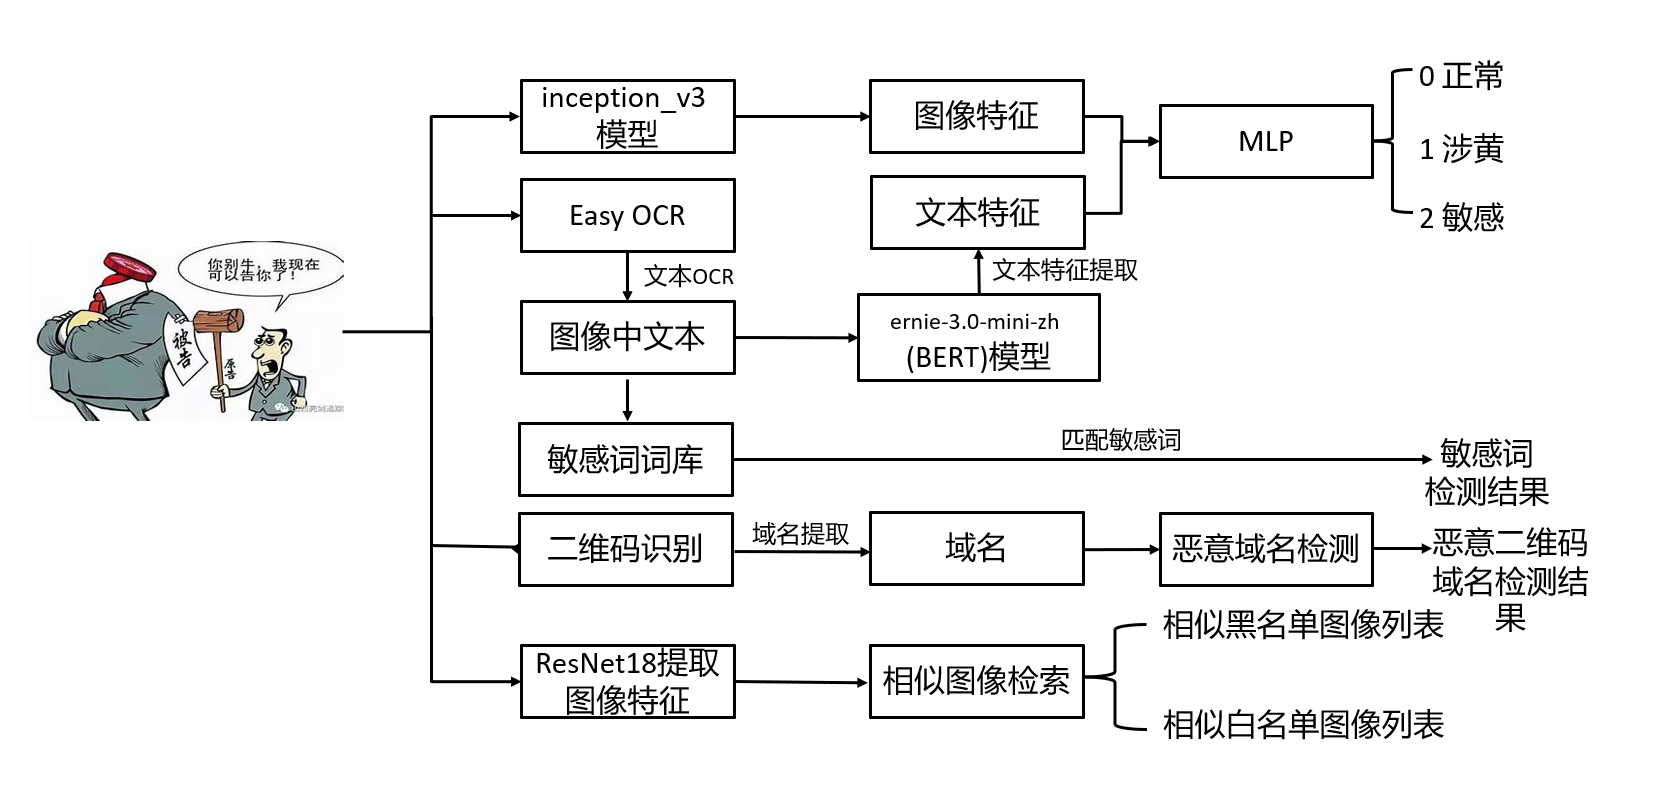 inception_v3
模型
图像特征
MLP
0 正常
1 涉黄
2 敏感
Easy OCR
文本特征
文本OCR
文本特征提取
图像中文本
ernie-3.0-mini-zh
(BERT)模型
你别牛，我现在
可以告你了！
被告
原告
敏感词词库
匹配敏感词
敏感词
检测结果
二维码识别
域名提取
域名
恶意域名检测
恶意二维码
域名检测结
果
ResNet18提取
图像特征
相似图像检索
相似黑名单图像列表
相似白名单图像列表